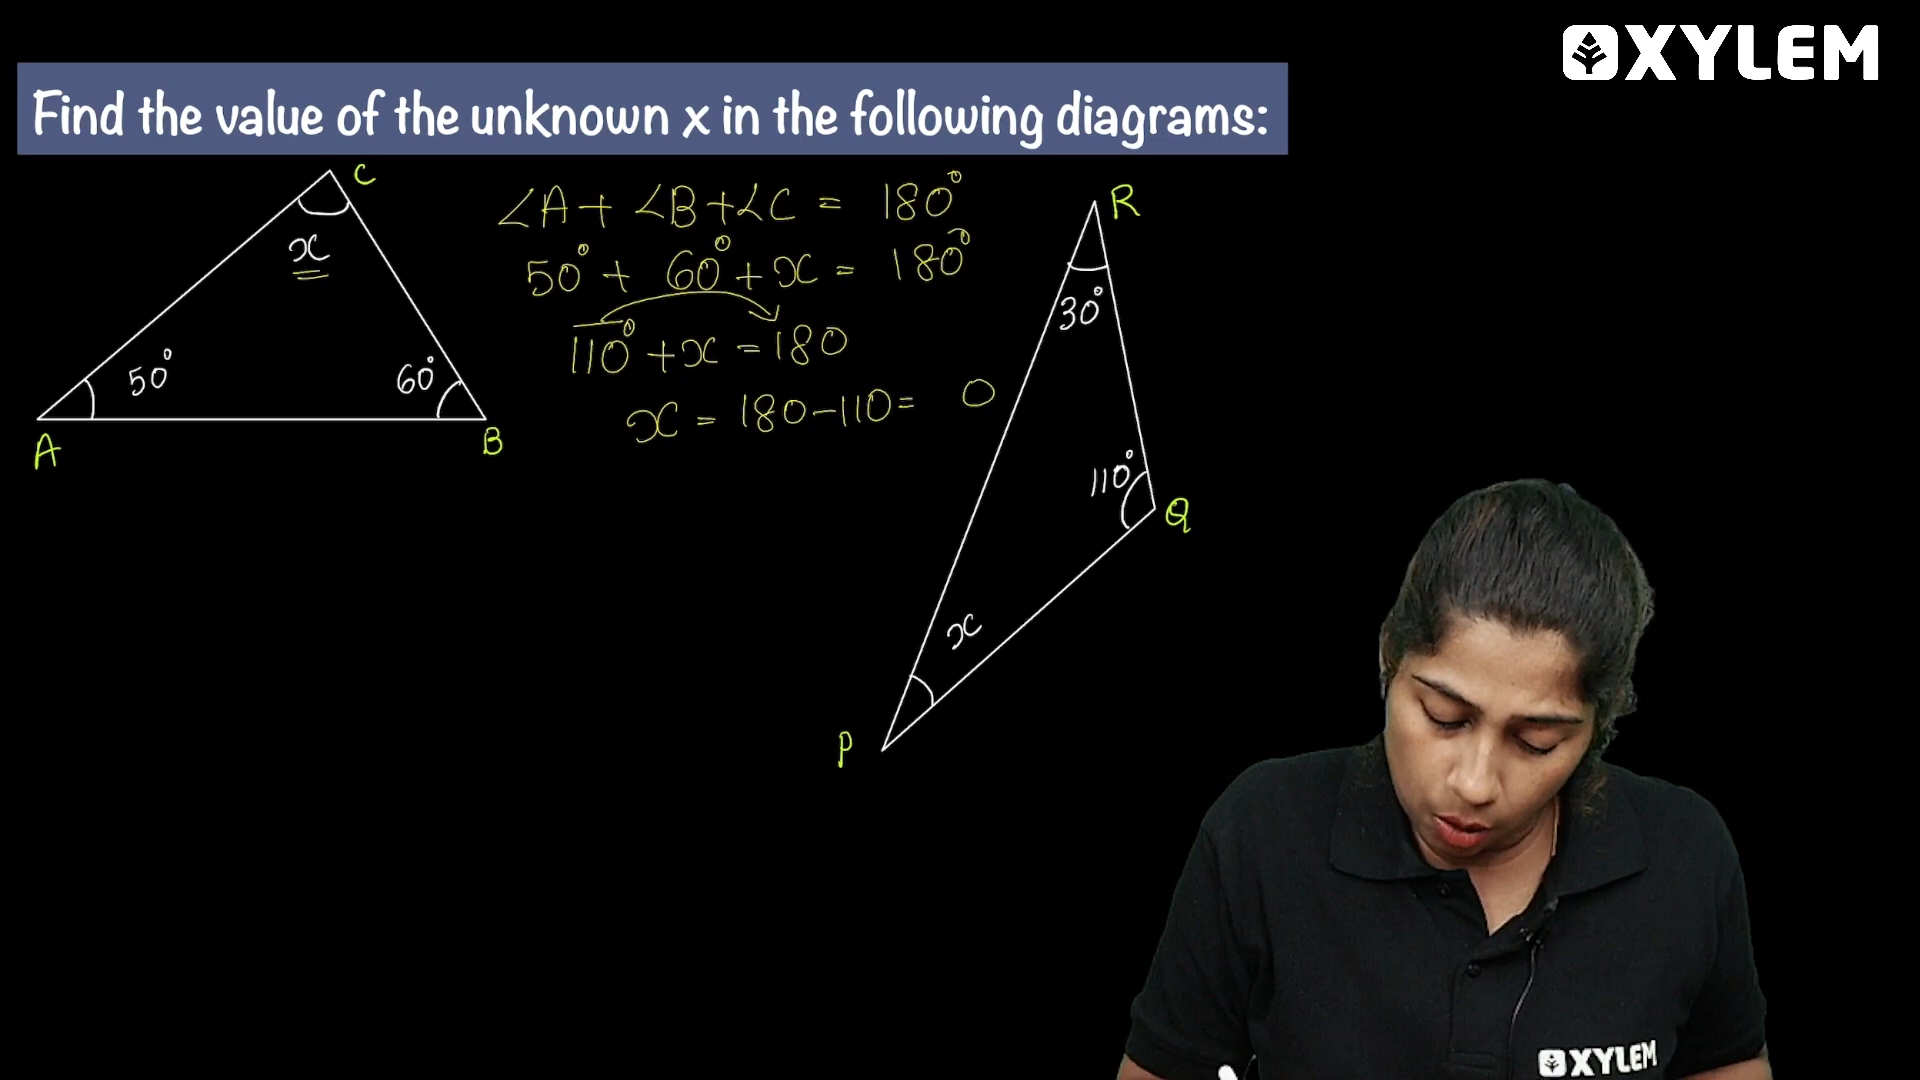 XYLEM
Find the value of the unknown x in the following diagrams:
C
x
50°
60°
A
B
∠A + ∠B + ∠C = 180°
50° + 60° + x = 180°
110° + x = 180
x = 180 - 110 = 0
R
30°
110°
Q
x
P
XYLEM